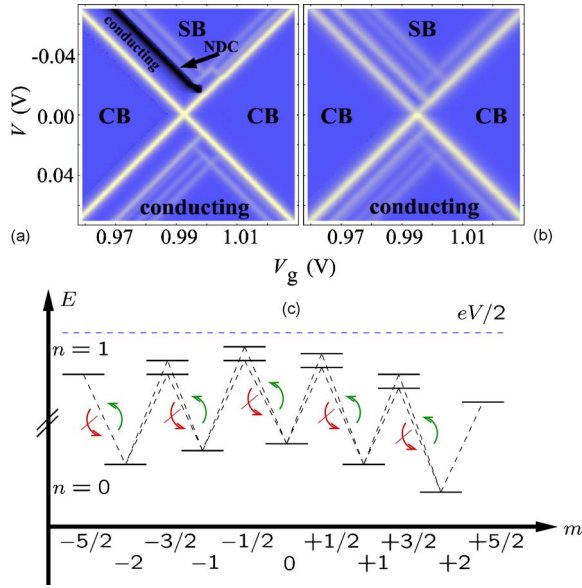 SB
NDC
conducting
-0.04
CB
CB
0.00
0.04
conducting
V (V)
(a)
0.97 0.99 1.01
SB
CB
CB
conducting
0.97 0.99 1.01
(b)
Vg (V)
(c)
E
eV/2
n = 1
n = 0
m
−5/2 −3/2 −1/2 +1/2 +3/2 +5/2
−2 −1 0 +1 +2